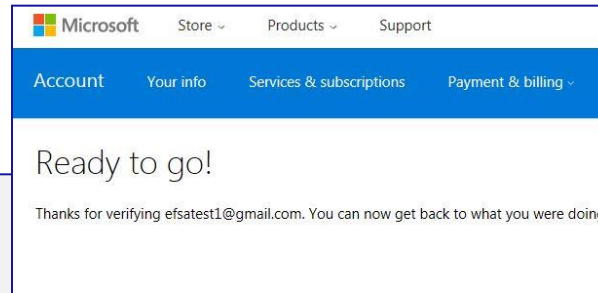 Microsoft Store Products Support
Account Your info Services & subscriptions Payment & billing
Ready to go!
Thanks for verifying efsatest1@gmail.com. You can now get back to what you were doing